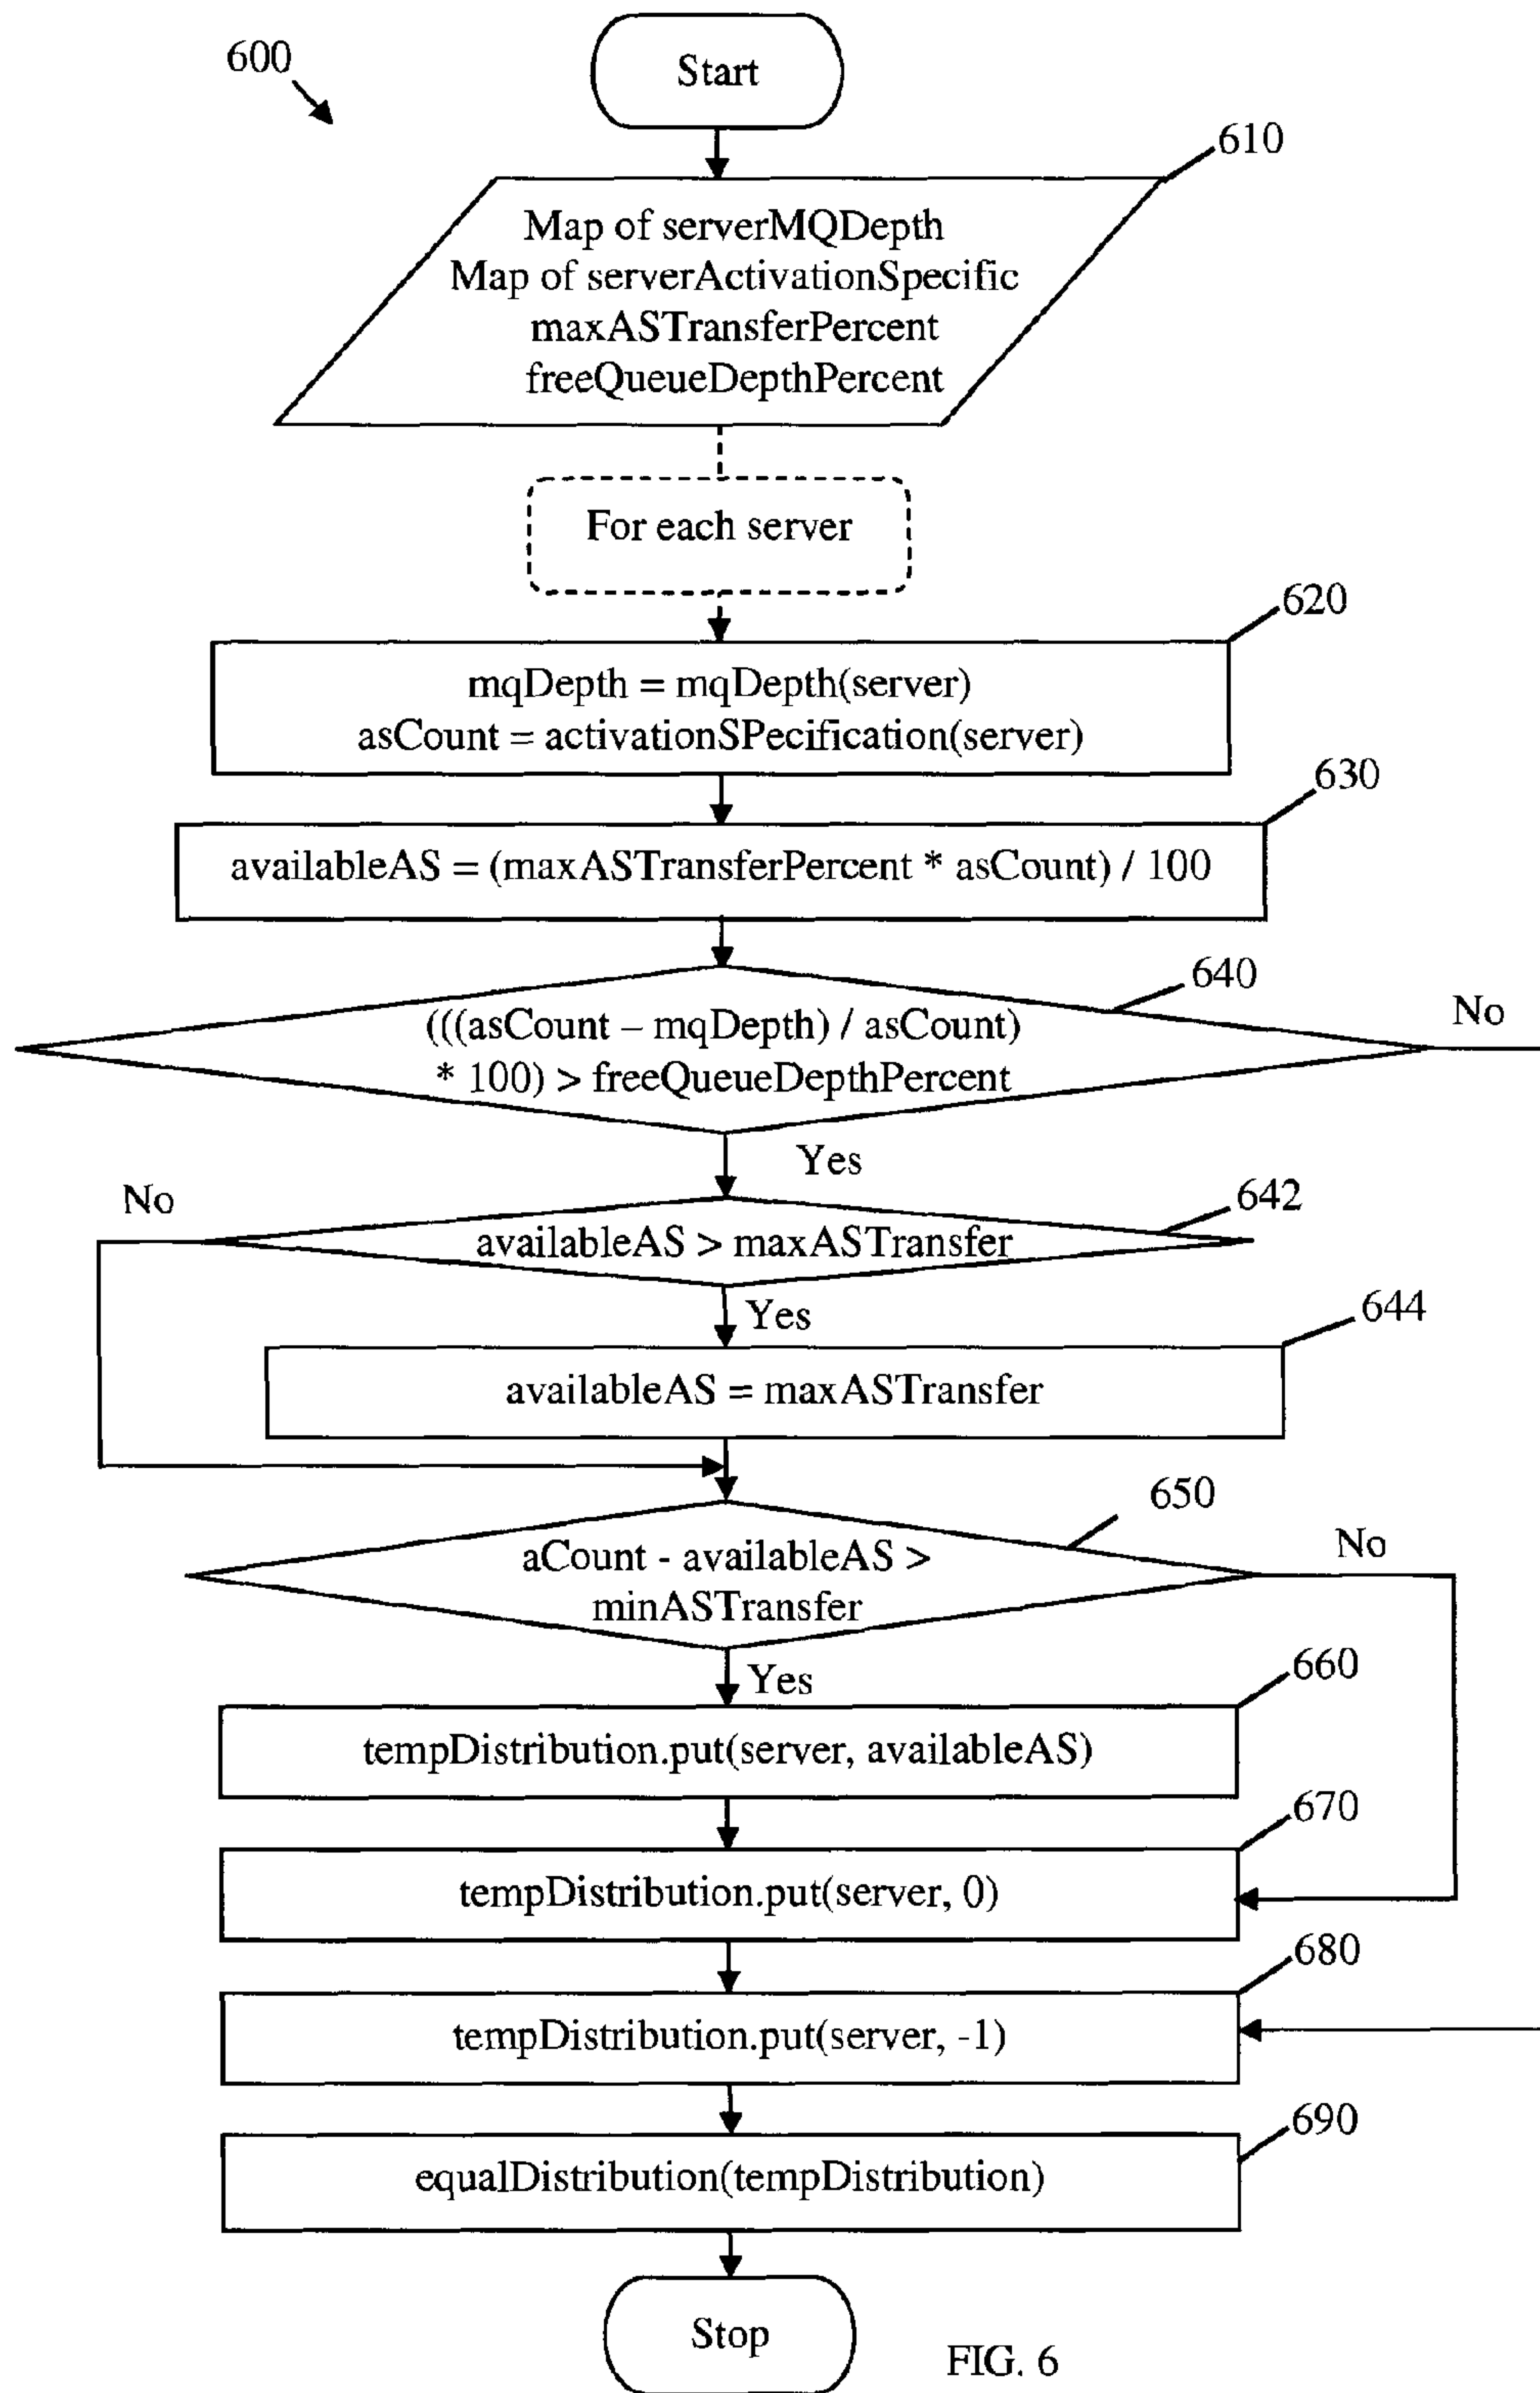 600
Start
610
Map of serverMQDepth
Map of serverActivationSpecific
maxASTransferPercent
freeQueueDepthPercent
For each server
620
mqDepth = mqDepth(server)
asCount = activationSPecification(server)
630
availableAS = (maxASTransferPercent * asCount) / 100
640
No
(((asCount – mqDepth) / asCount)
* 100) > freeQueueDepthPercent
Yes
No
642
availableAS > maxASTransfer
Yes
644
availableAS = maxASTransfer
650
No
aCount - availableAS >
minASTransfer
Yes
660
tempDistribution.put(server, availableAS)
670
tempDistribution.put(server, 0)
680
tempDistribution.put(server, -1)
690
equalDistribution(tempDistribution)
Stop
FIG. 6